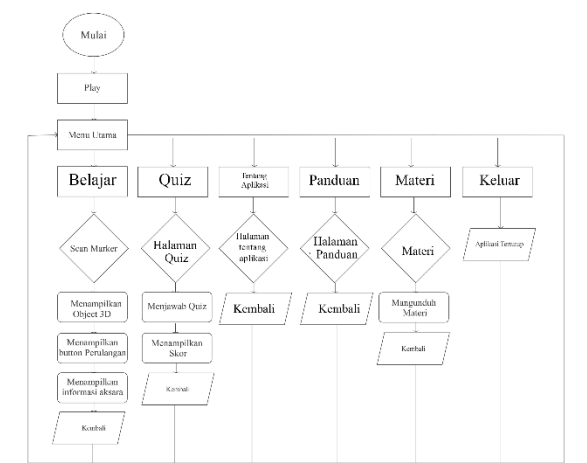 Mulai
Play
Menu Utama
Belajar
Quiz
Tentang
Aplikasi
Panduan
Materi
Keluar
Scan Marker
Halaman
Quiz
Halaman
tentang
aplikasi
Halaman
Panduan
Materi
Aplikasi Tertutup
Menampilkan
Object 3D
Menjawab Quiz
Kembali
Kembali
Mangunduh
Materi
Menampilkan
button Perulangan
Menampilkan
Skor
Kembali
Menampilkan
informasi aksara
Kembali
Kembali